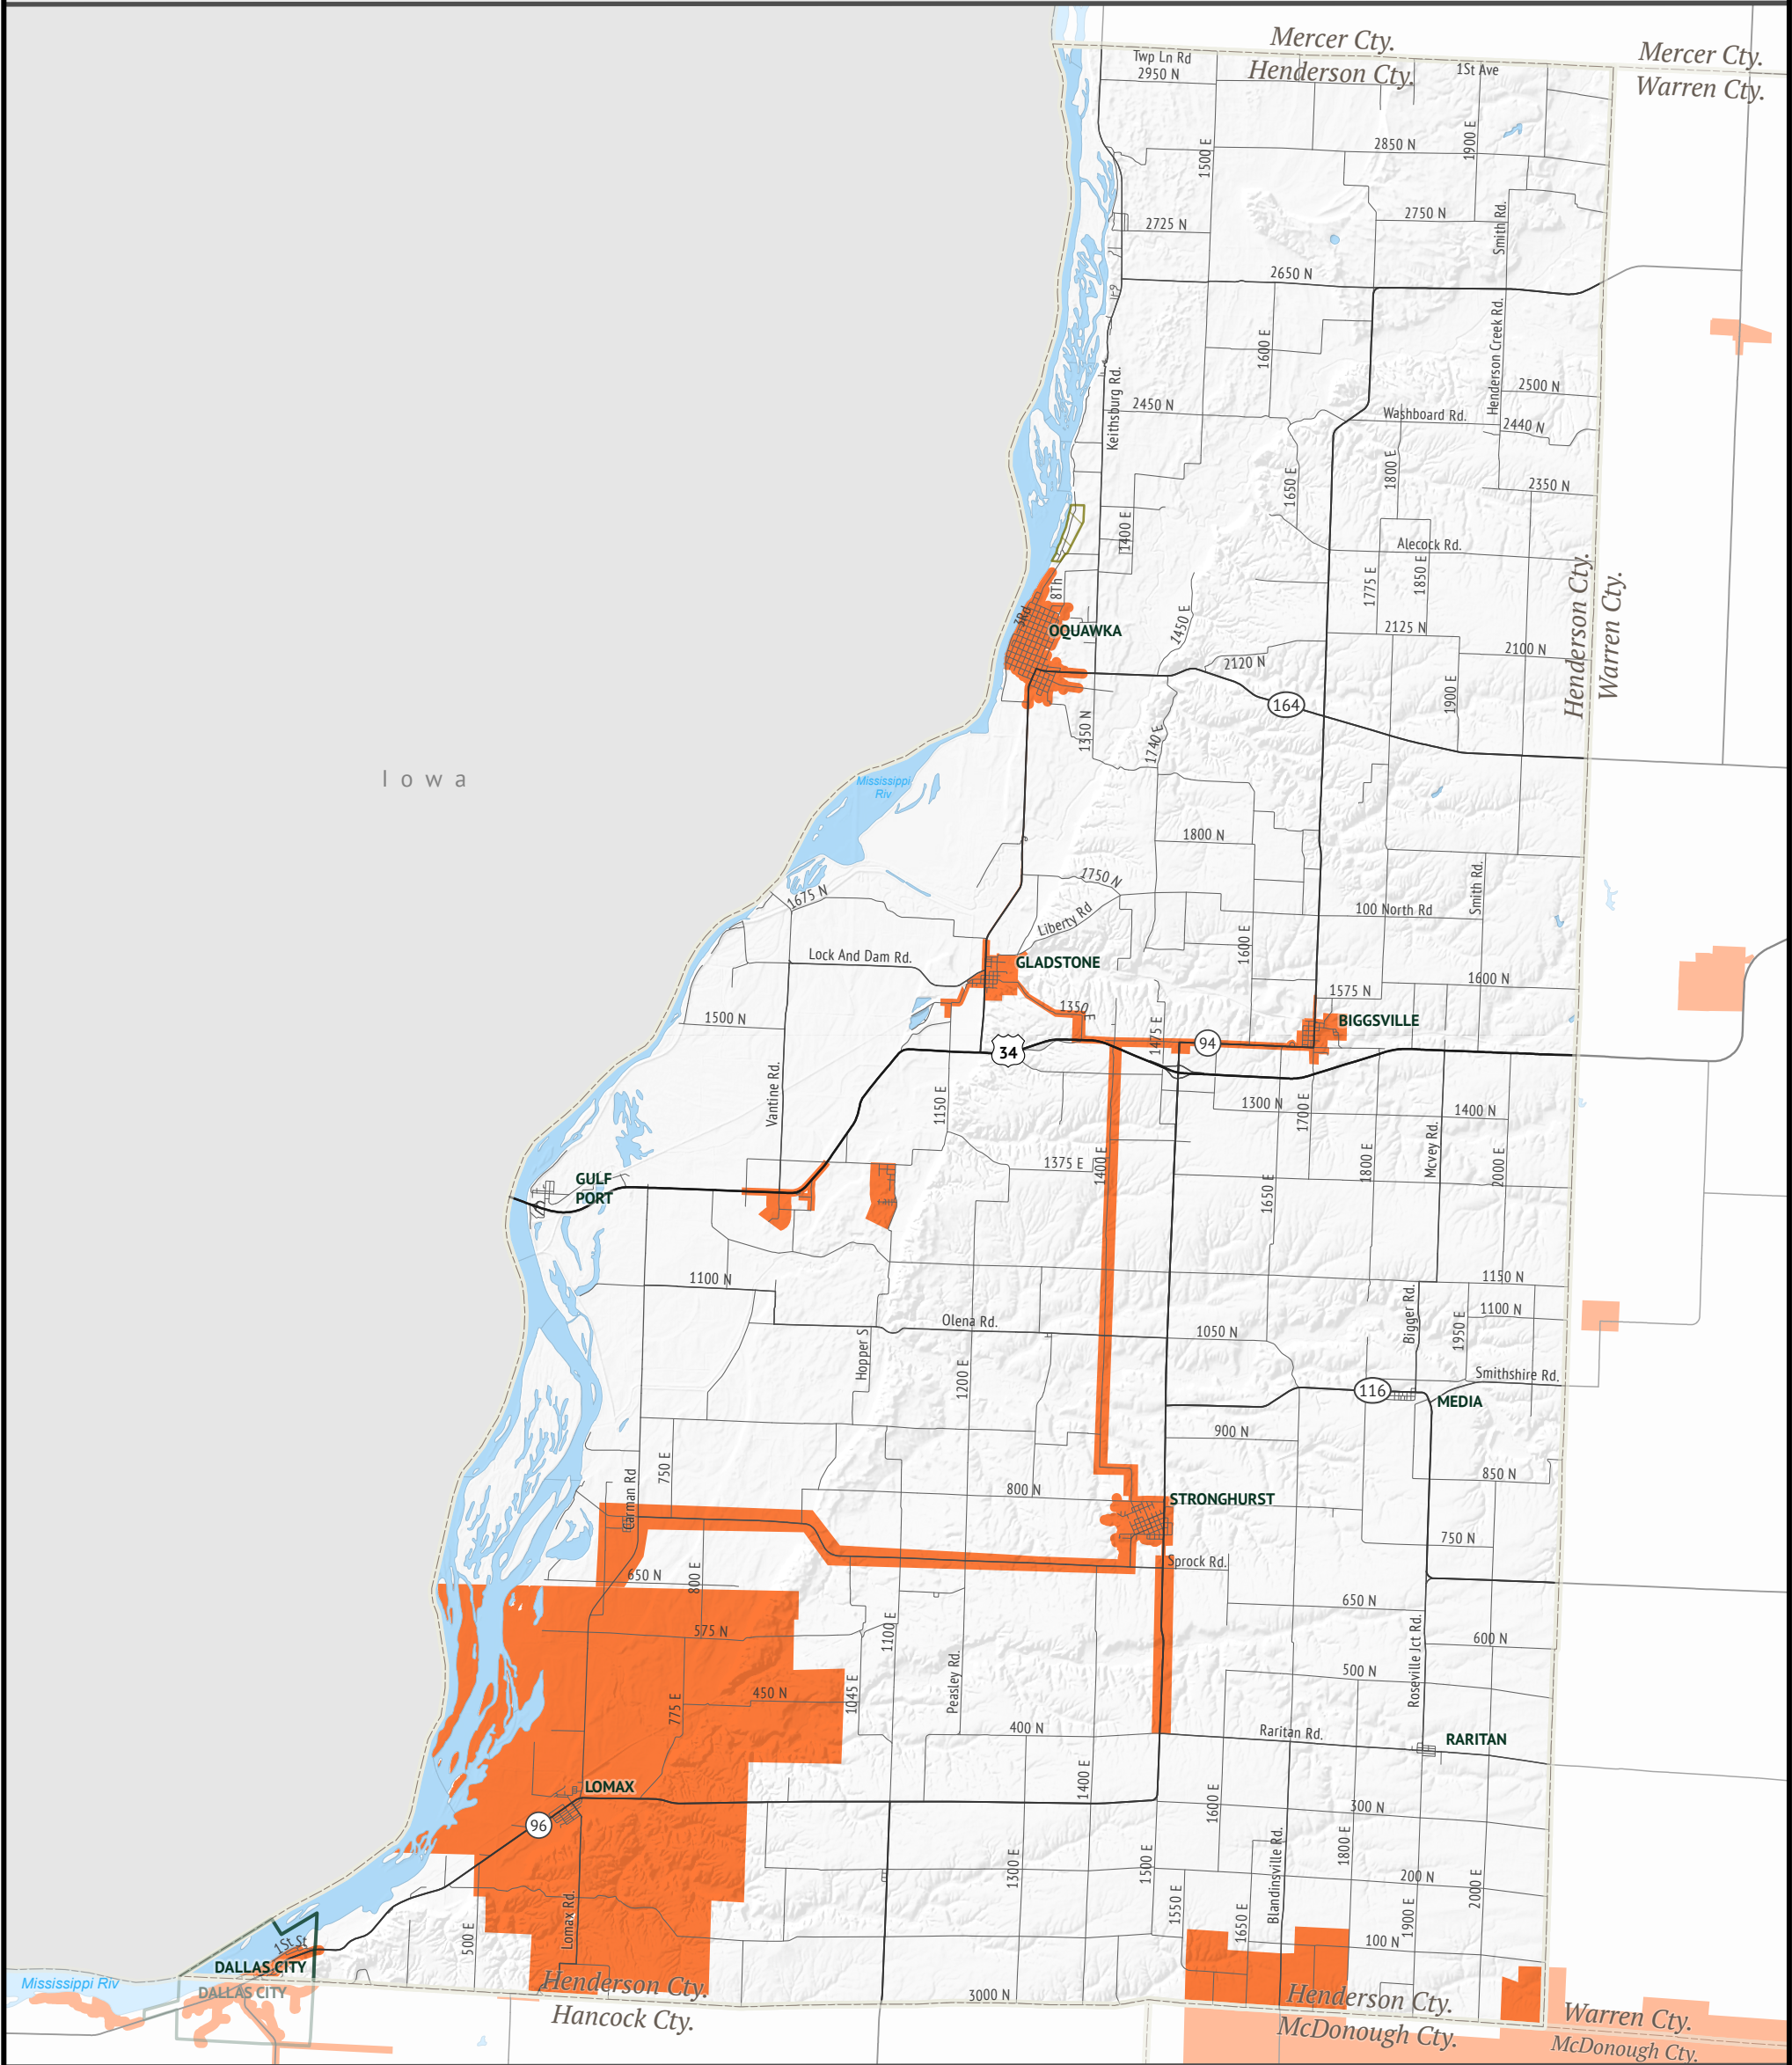 Mercer Cty.
Henderson Cty.
Mercer Cty.
Warren Cty.
Twp Ln Rd
2950 N
1St Ave
1500 E
2850 N
1900 E
2725 N
2750 N
Smith Rd.
2650 N
1600 E
Henderson Creek Rd.
2500 N
Keithsburg Rd.
2450 N
Washboard Rd.
2440 N
1650 E
1800 E
2350 N
1400 E
Alecock Rd.
8Th
3Rd
OQUAWKA
1775 E
1850 E
Henderson Cty.
Warren Cty.
1450 E
2125 N
2120 N
2100 N
164
1900 E
1350 N
1740 E
Iowa
Mississippi
Riv
1800 N
1750 N
1675 N
Liberty Rd
100 North Rd
Smith Rd.
1600 E
Lock And Dam Rd.
GLADSTONE
1600 N
1575 N
1350 E
BIGGSVILLE
1500 N
34
1475 E
94
Vantine Rd.
1150 E
1300 N
1700 E
1400 N
Mcvey Rd.
1375 E
1400 E
1800 E
2000 E
1650 E
GULF
PORT
1100 N
1150 N
Olena Rd.
1050 N
Bigger Rd.
1950 E
1100 N
Hopper S
1200 E
Smithshire Rd.
116
MEDIA
900 N
750 E
Carman Rd
850 N
800 N
STRONGHURST
750 N
Sprock Rd.
650 N
800 E
650 N
575 N
1100 E
Roseville Jct Rd.
600 N
500 N
Peasley Rd.
1045 E
450 N
775 E
400 N
Raritan Rd.
RARITAN
LOMAX
1400 E
1600 E
300 N
96
1300 E
1500 E
Blandinsville Rd.
1800 E
200 N
2000 E
1550 E
1650 E
1900 E
100 N
Lomax Rd.
500 E
1St St
DALLAS CITY
DALLAS CITY
Mississippi Riv
Henderson Cty.
Hancock Cty.
3000 N
Henderson Cty.
McDonough Cty.
Warren Cty.
McDonough Cty.